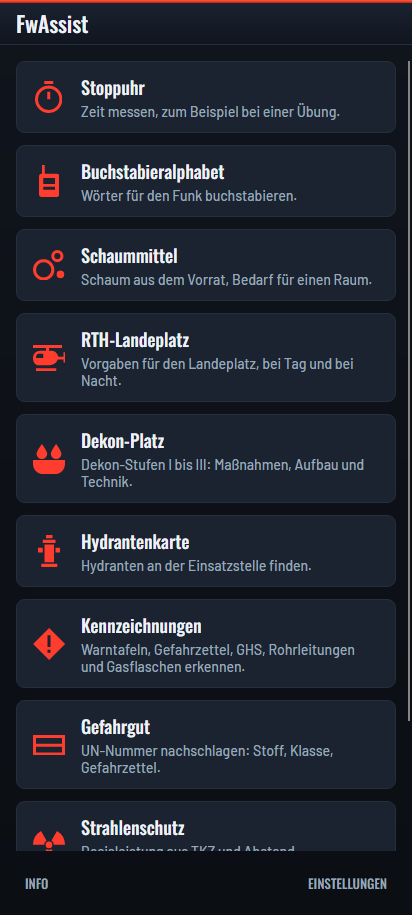 FwAssist
Stoppuhr
Zeit messen, zum Beispiel bei einer Übung.
Buchstabieralphabet
Wörter für den Funk buchstabieren.
Schaummittel
Schaum aus dem Vorrat, Bedarf für einen Raum.
RTH-Landeplatz
Vorgaben für den Landeplatz, bei Tag und bei
Nacht.
Dekon-Platz
Dekon-Stufen I bis III: Maßnahmen, Aufbau und
Technik.
Hydrantenkarte
Hydranten an der Einsatzstelle finden.
Kennzeichnungen
Warntafeln, Gefahrzettel, GHS, Rohrleitungen
und Gasflaschen erkennen.
Gefahrgut
UN-Nummer nachschlagen: Stoff, Klasse,
Gefahrzettel.
Strahlenschutz
INFO
EINSTELLUNGEN